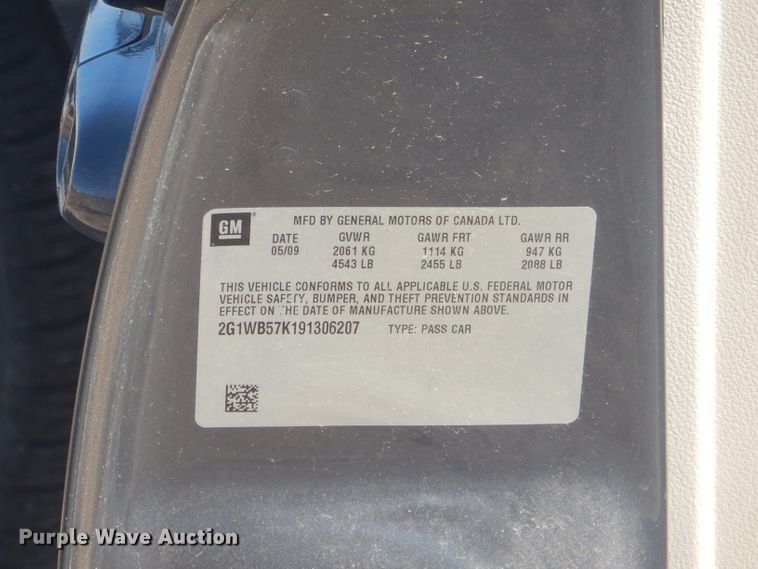 GM
MFD BY GENERAL MOTORS OF CANADA LTD.
DATE GVWR GAWR FRT GAWR RR
05/09 2061 KG 1114 KG 947 KG
4543 LB 2455 LB 2088 LB
THIS VEHICLE CONFORMS TO ALL APPLICABLE U.S. FEDERAL MOTOR
VEHICLE SAFETY, BUMPER, AND THEFT PREVENTION STANDARDS IN
EFFECT ON THE DATE OF MANUFACTURE SHOWN ABOVE.
2G1WB57K191306207 TYPE: PASS CAR
Purple Wave Auction®